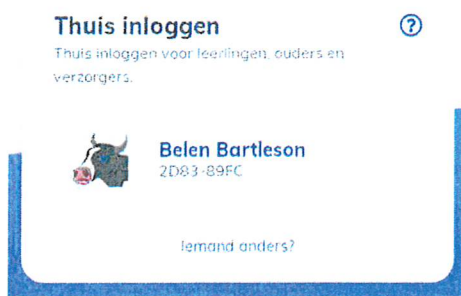 Thuis inloggen
Thuis inloggen voor leerlingen, ouders en
verzorgers.
Belen Bartleson
2D83-89FC
Iemand anders?